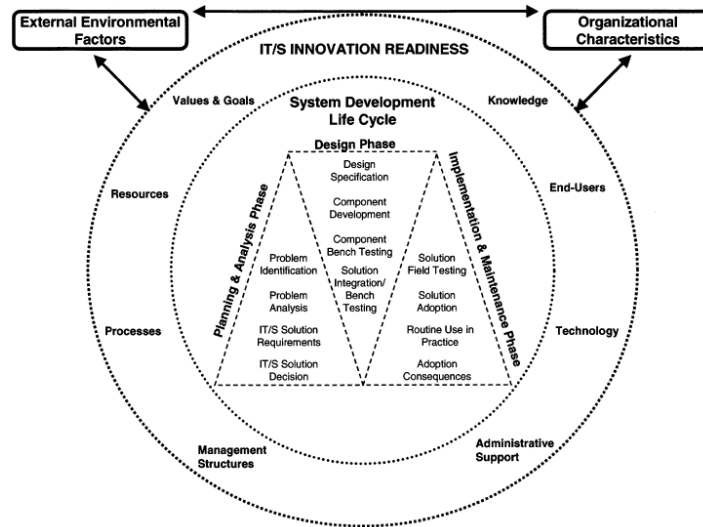 External Environmental
Factors
Organizational
Characteristics
IT/S INNOVATION READINESS
Values & Goals
Knowledge
System Development
Life Cycle
Resources
End-Users
Processes
Technology
Management
Structures
Administrative
Support
Planning & Analysis Phase
Problem
Identification
Problem
Analysis
IT/S Solution
Requirements
IT/S Solution
Decision
Design Phase
Design
Specification
Component
Development
Component
Bench Testing
Solution
Integration/
Bench
Testing
Implementation & Maintenance Phase
Solution
Field Testing
Solution
Adoption
Routine Use in
Practice
Adoption
Consequences